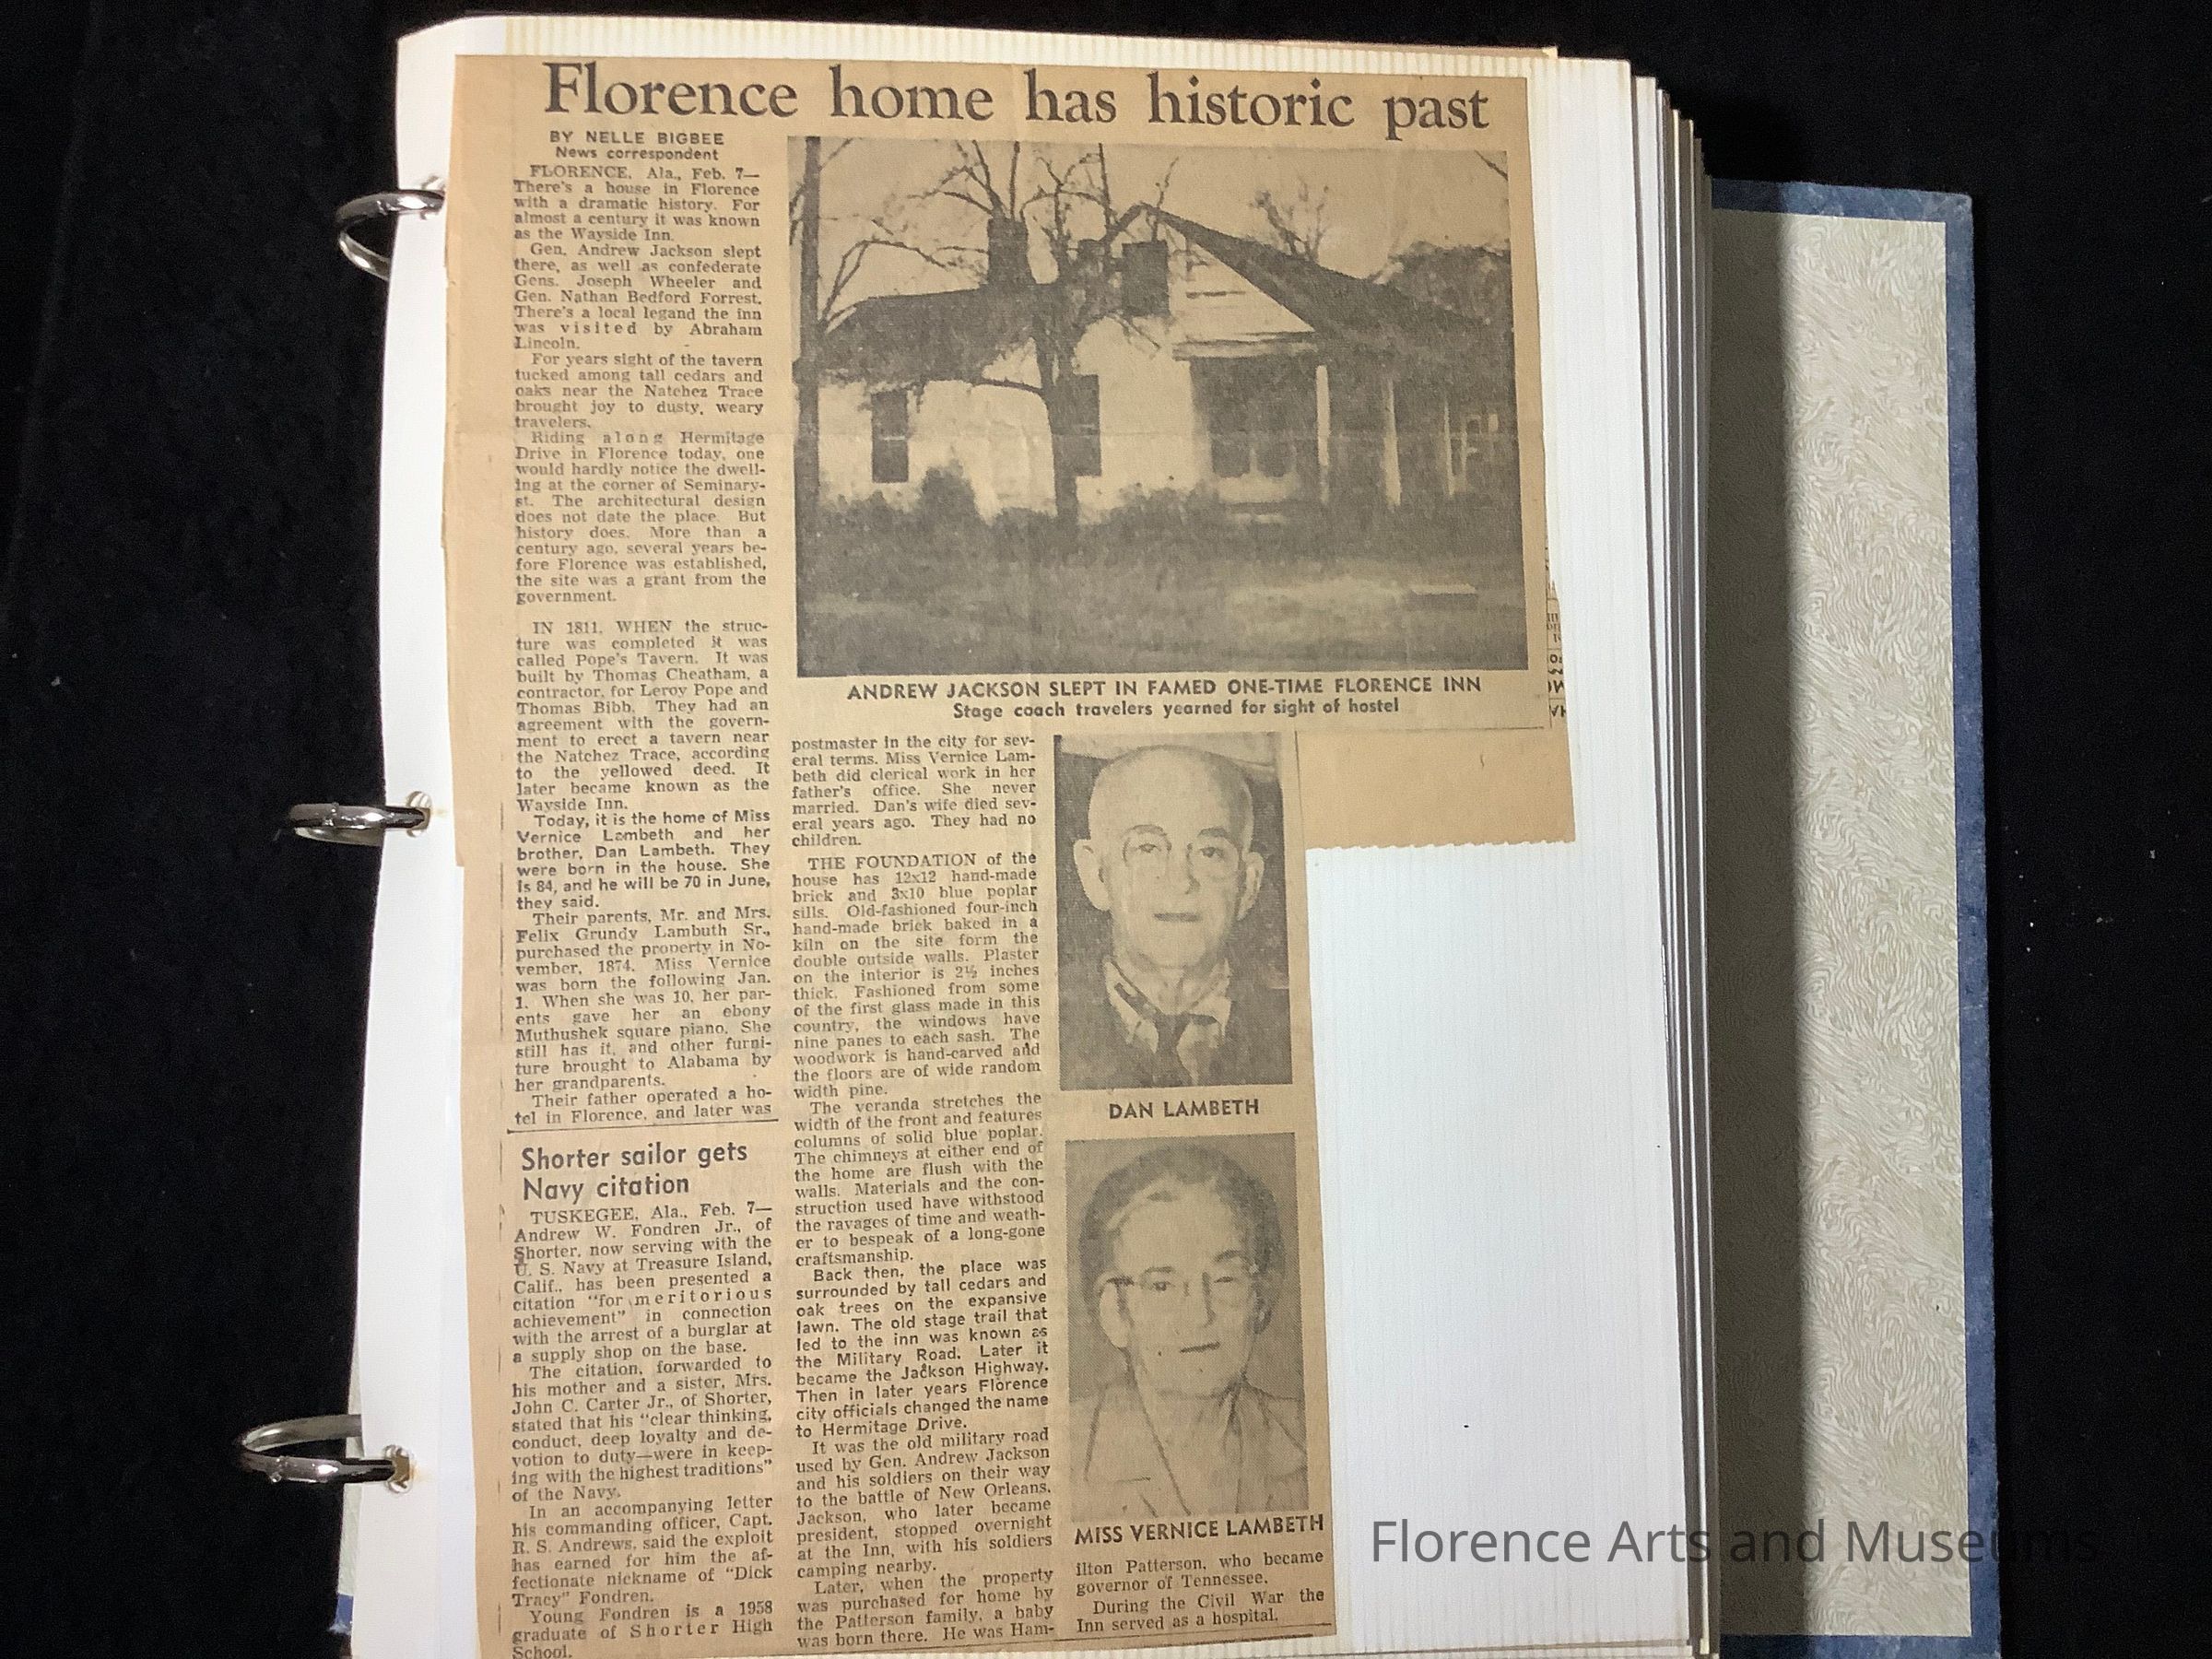 Florence home has historic past
BY NELLE BIGBEE
News correspondent
FLORENCE, Ala., Feb. 7—
There's a house in Florence
with a dramatic history. For
almost a century it was known
as the Wayside Inn.
Gen. Andrew Jackson slept
there, as well as confederate
Gens. Joseph Wheeler and
Gen. Nathan Bedford Forrest.
There's a local legand the inn
was visited by Abraham
Lincoln.
For years sight of the tavern
tucked among tall cedars and
oaks near the Natchez Trace
brought joy to dusty, weary
travelers.
Riding along Hermitage
Drive in Florence today, one
would hardly notice the dwell-
ing at the corner of Seminary-
st. The architectural design
does not date the place. But
history does. More than a
century ago, several years be-
fore Florence was established,
the site was a grant from the
government.
IN 1811, WHEN the struc-
ture was completed it was
called Pope's Tavern. It was
built by Thomas Cheatham, a
contractor, for Leroy Pope and
Thomas Bibb. They had an
agreement with the govern-
ment to erect a tavern near
the Natchez Trace, according
to the yellowed deed. It
later became known as the
Wayside Inn.
Today, it is the home of Miss
Vernice Lambeth and her
brother, Dan Lambeth. They
were born in the house. She
is 84, and he will be 70 in June,
they said.
Their parents, Mr. and Mrs.
Felix Grundy Lambuth Sr.,
purchased the property in No-
vember, 1874. Miss Vernice
was born the following Jan.
1. When she was 10, her par-
ents gave her an ebony
Muthushek square piano. She
still has it, and other furni-
ture brought to Alabama by
her grandparents.
Their father operated a ho-
tel in Florence, and later was
ANDREW JACKSON SLEPT IN FAMED ONE-TIME FLORENCE INN
Stage coach travelers yearned for sight of hostel
postmaster in the city for sev-
eral terms. Miss Vernice Lam-
beth did clerical work in her
father's office. She never
married. Dan's wife died sev-
eral years ago. They had no
children.
THE FOUNDATION of the
house has 12x12 hand-made
brick and 3x10 blue poplar
sills. Old-fashioned four-inch
hand-made brick baked in a
kiln on the site form the
double outside walls. Plaster
on the interior is 2½ inches
thick. Fashioned from some
of the first glass made in this
country, the windows have
nine panes to each sash. The
woodwork is hand-carved and
the floors are of wide random
width pine.
The veranda stretches the
width of the front and features
columns of solid blue poplar.
The chimneys at either end of
the home are flush with the
walls. Materials and the con-
struction used have withstood
the ravages of time and weath-
er to bespeak of a long-gone
craftsmanship.
Back then, the place was
surrounded by tall cedars and
oak trees on the expansive
lawn. The old stage trail that
led to the inn was known as
the Military Road. Later it
became the Jackson Highway.
Then in later years Florence
city officials changed the name
to Hermitage Drive.
It was the old military road
used by Gen. Andrew Jackson
and his soldiers on their way
to the battle of New Orleans.
Jackson, who later became
president, stopped overnight
at the Inn, with his soldiers
camping nearby.
Later, when the property
was purchased for home by
the Patterson family, a baby
was born there. He was Ham-
DAN LAMBETH
MISS VERNICE LAMBETH
ilton Patterson, who became
governor of Tennessee.
During the Civil War the
Inn served as a hospital.
Shorter sailor gets
Navy citation
TUSKEGEE, Ala., Feb. 7—
Andrew W. Fondren Jr., of
Shorter, now serving with the
U. S. Navy at Treasure Island,
Calif., has been presented a
citation "for meritorious
achievement" in connection
with the arrest of a burglar at
a supply shop on the base.
The citation, forwarded to
his mother and a sister, Mrs.
John C. Carter Jr., of Shorter,
stated that his "clear thinking,
conduct, deep loyalty and de-
votion to duty—were in keep-
ing with the highest traditions"
of the Navy.
In an accompanying letter
his commanding officer, Capt.
R. S. Andrews, said the exploit
has earned for him the af-
fectionate nickname of "Dick
Tracy" Fondren.
Young Fondren is a 1958
graduate of Shorter High
School.
Florence Arts and Museums